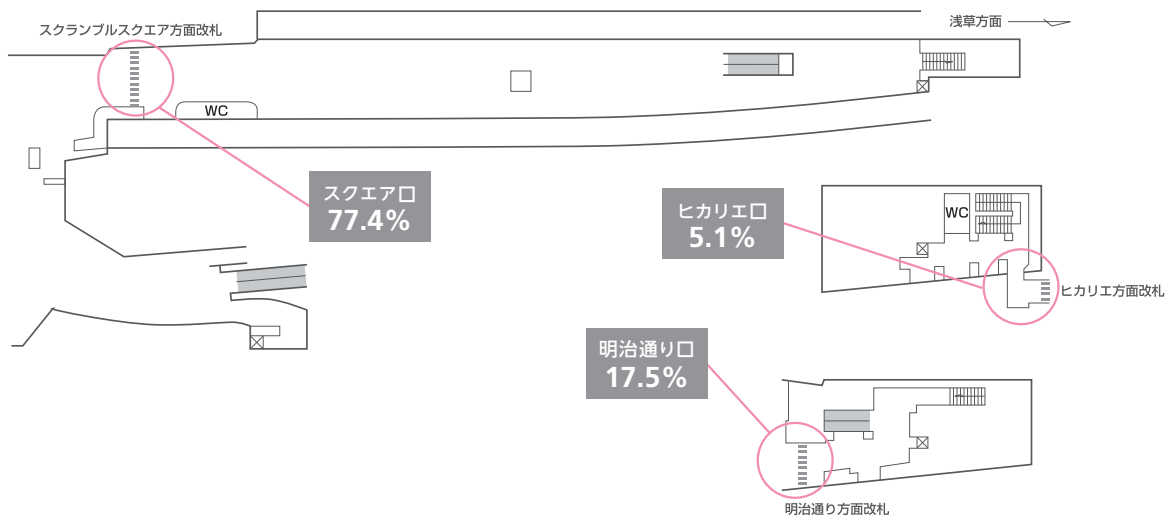 スクランブルスクエア方面改札
浅草方面
WC
スクエア口
77.4%
ヒカリエ口
5.1%
WC
ヒカリエ方面改札
明治通り口
17.5%
明治通り方面改札